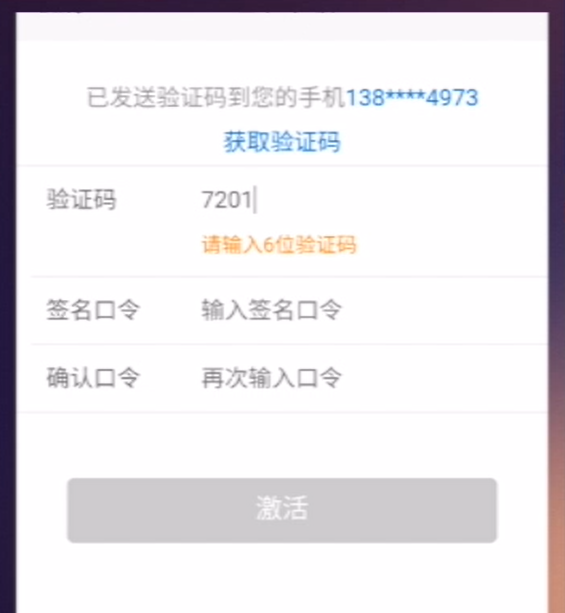 已发送验证码到您的手机138****4973
获取验证码
验证码 7201
请输入6位验证码
签名口令 输入签名口令
确认口令 再次输入口令
激活